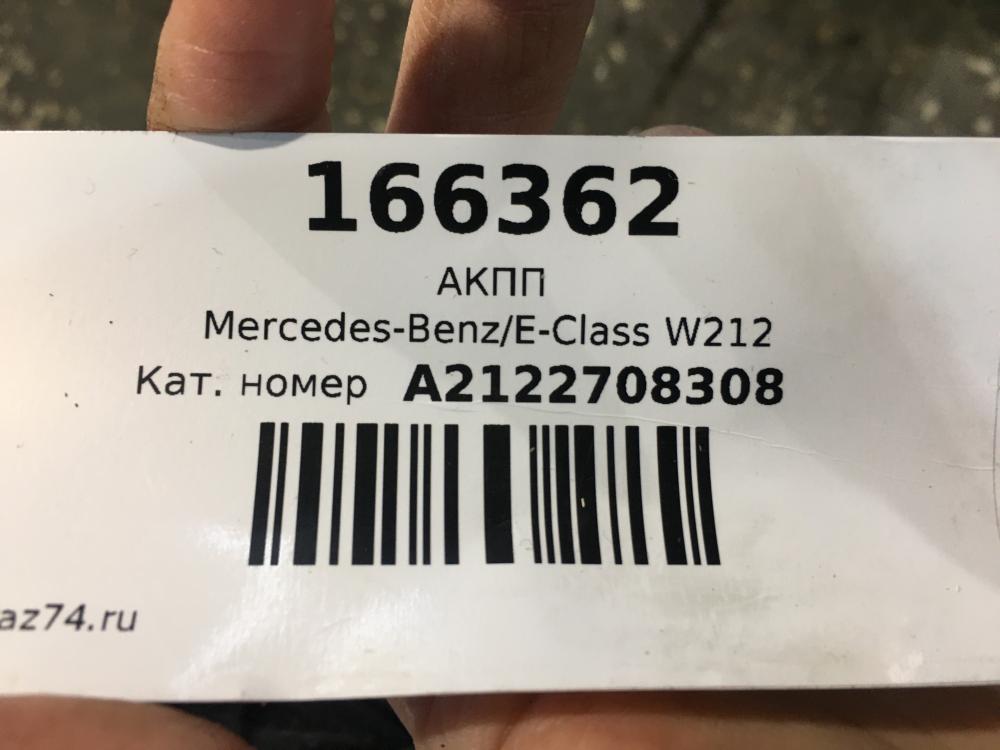 166362
АКПП
Mercedes-Benz/E-Class W212
Кат. номер A2122708308
az74.ru